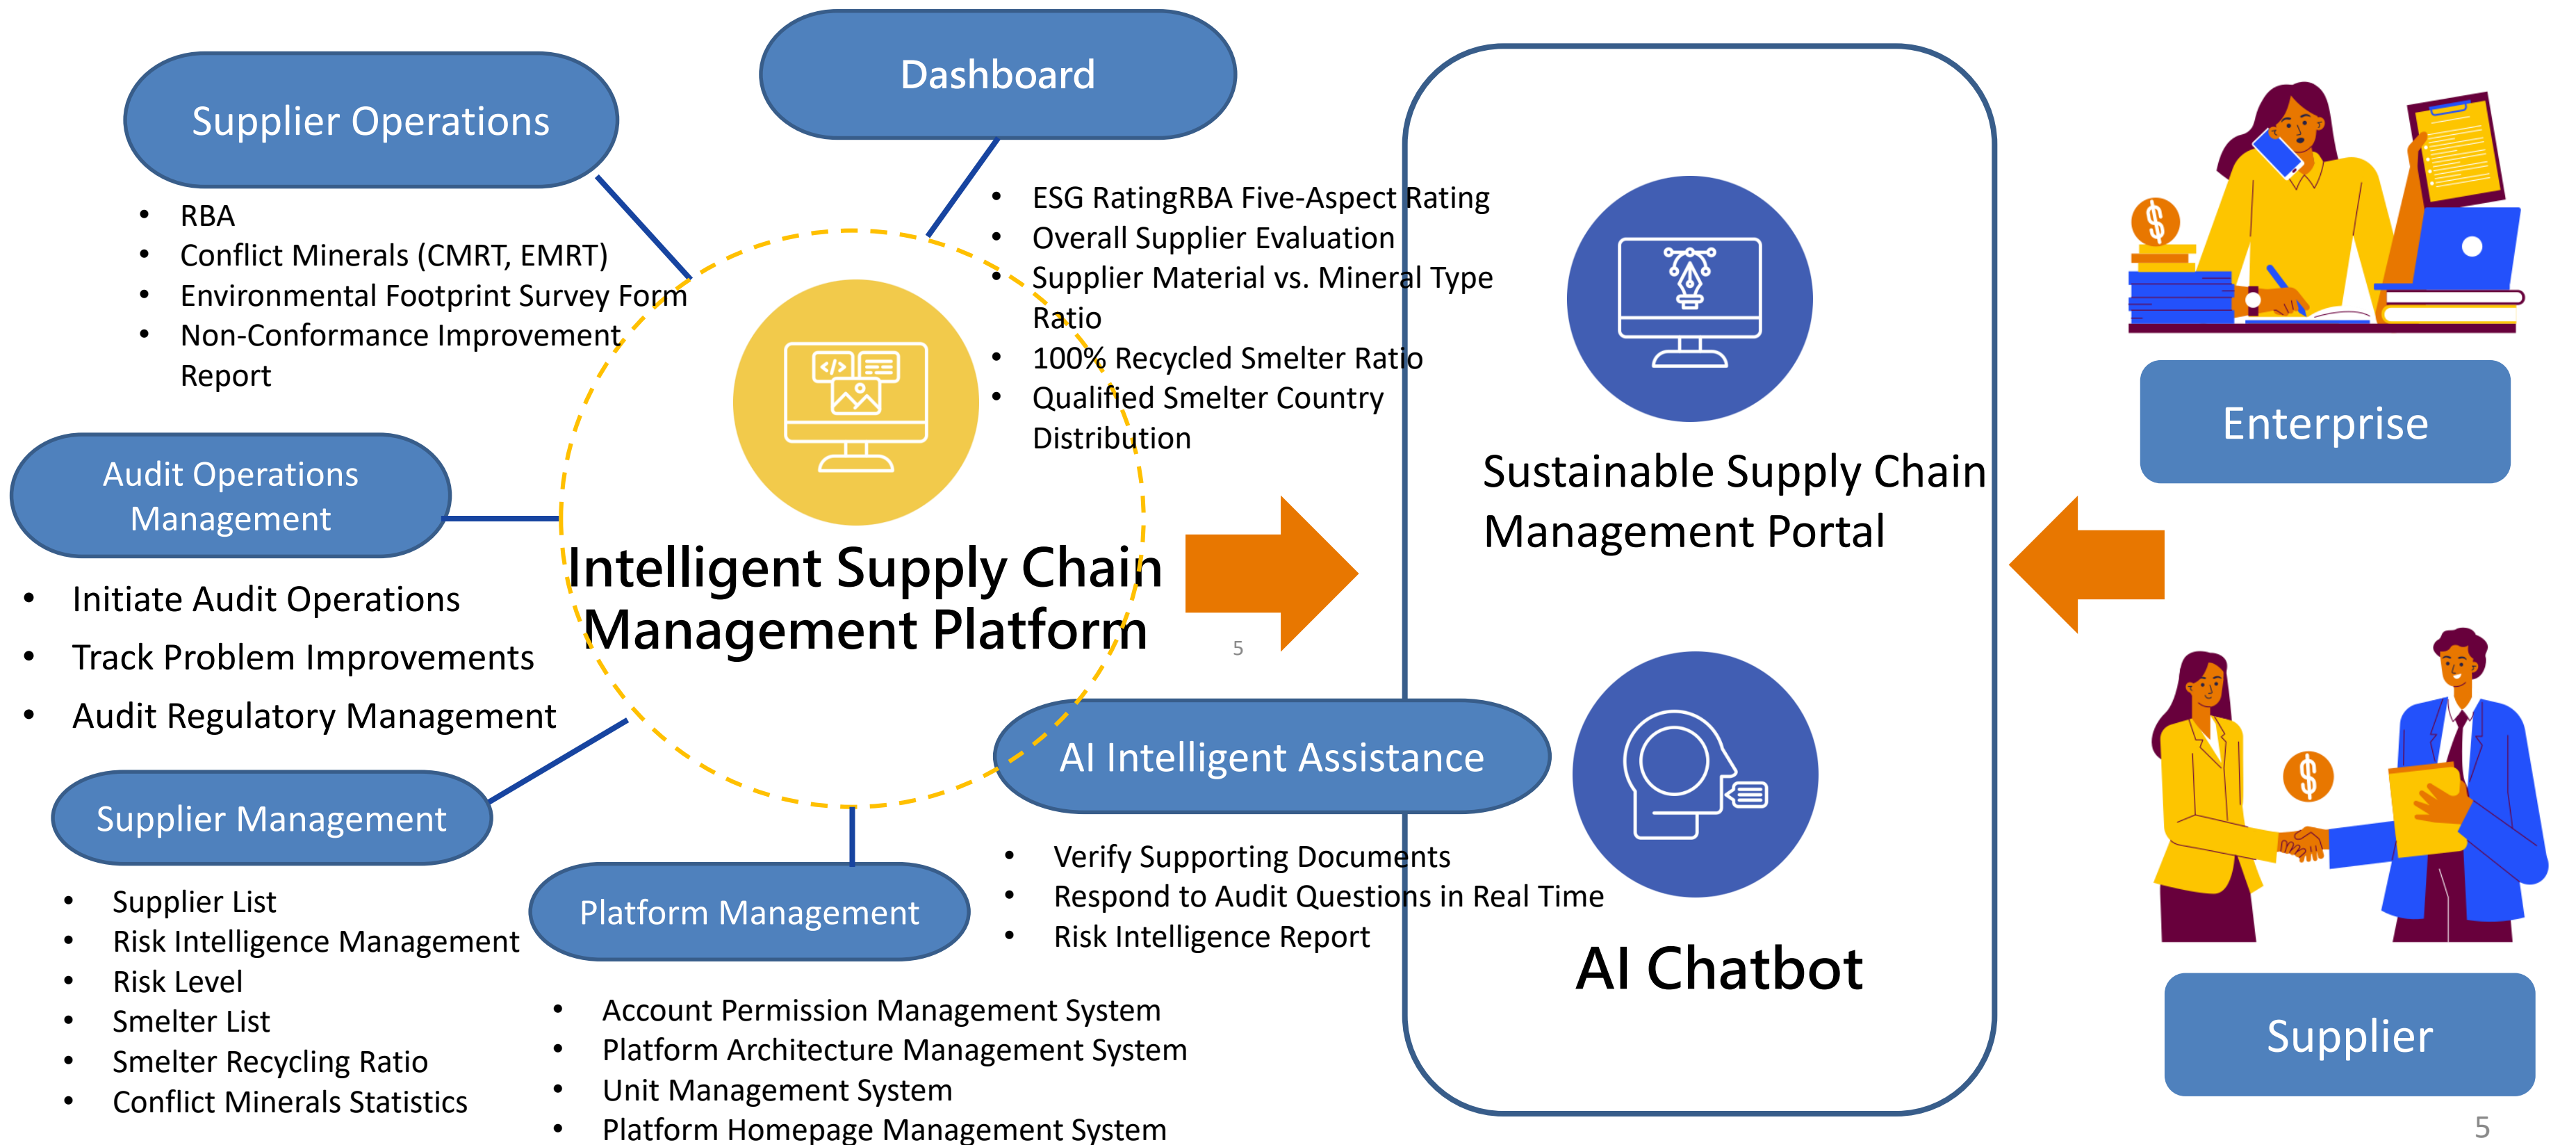 Dashboard
Supplier Operations
• ESG RatingRBA Five-Aspect Rating
• Overall Supplier Evaluation
• Supplier Material vs. Mineral Type
Ratio
• 100% Recycled Smelter Ratio
• Qualified Smelter Country
Distribution
• RBA
• Conflict Minerals (CMRT, EMRT)
• Environmental Footprint Survey Form
• Non-Conformance Improvement
Report
Audit Operations
Management
• Initiate Audit Operations
• Track Problem Improvements
• Audit Regulatory Management
Intelligent Supply Chain
Management Platform
5
Supplier Management
• Supplier List
• Risk Intelligence Management
• Risk Level
• Smelter List
• Smelter Recycling Ratio
• Conflict Minerals Statistics
Platform Management
• Account Permission Management System
• Platform Architecture Management System
• Unit Management System
• Platform Homepage Management System
AI Intelligent Assistance
• Verify Supporting Documents
• Respond to Audit Questions in Real Time
• Risk Intelligence Report
Sustainable Supply Chain
Management Portal
AI Chatbot
$
Enterprise
$
Supplier
5